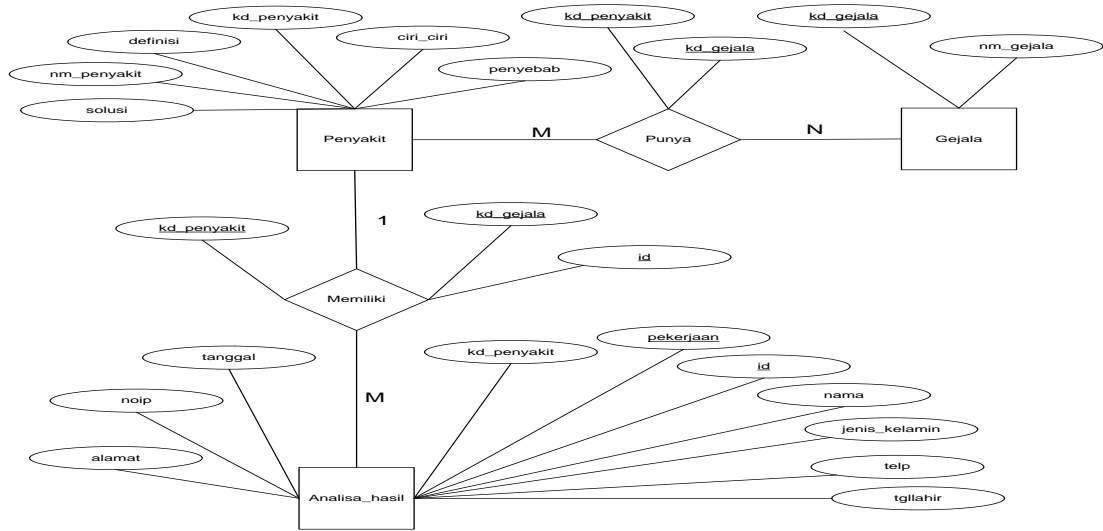 kd_penyakit
definisi
ciri_ciri
nm_penyakit
penyebab
solusi
Penyakit
M
kd_penyakit
kd_gejala
Punya
N
kd_gejala
nm_gejala
Gejala
1
kd_penyakit
kd_gejala
id
Memiliki
M
tanggal
noip
alamat
kd_penyakit
pekerjaan
id
nama
jenis_kelamin
telp
tgllahir
Analisa_hasil